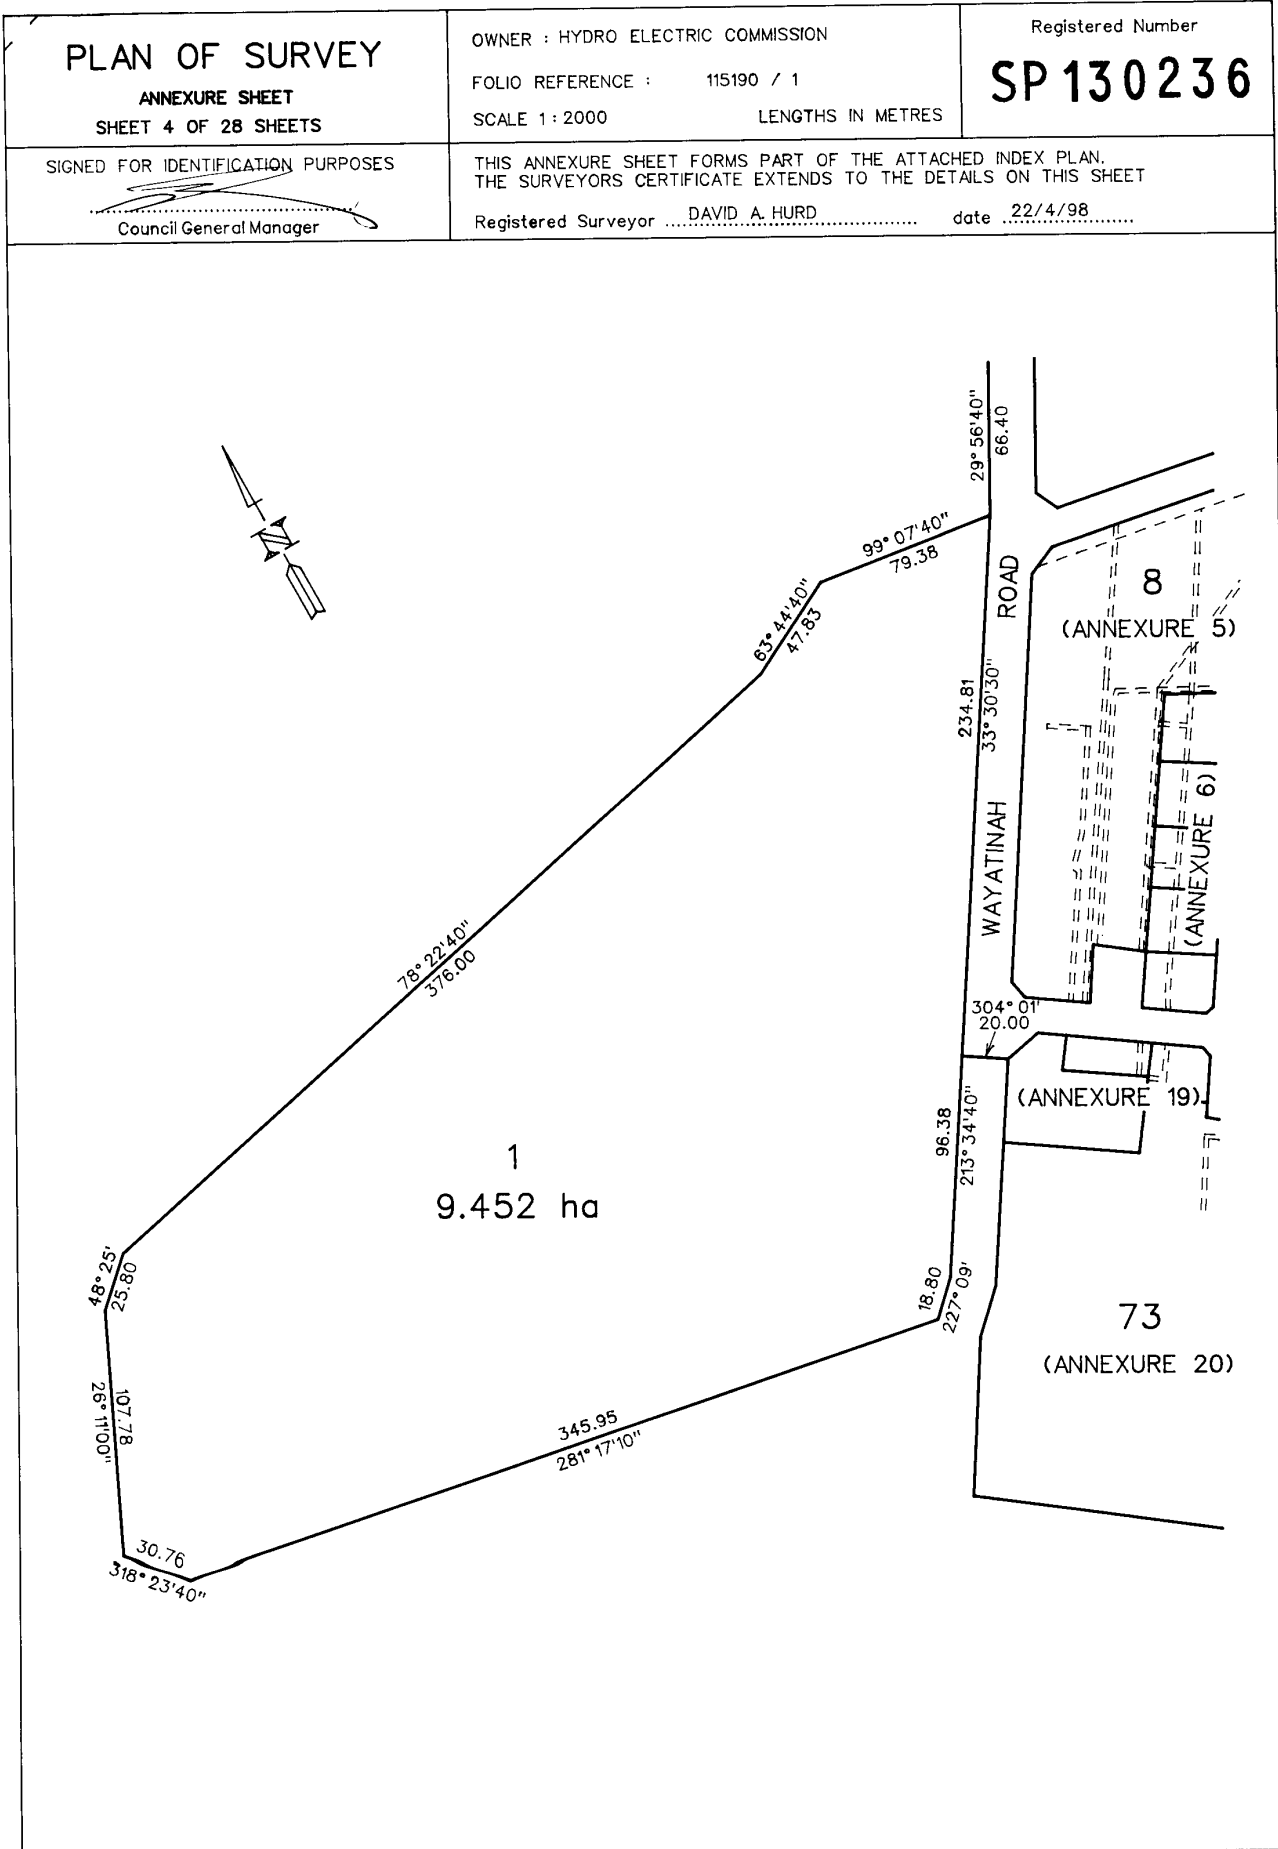 PLAN OF SURVEY
ANNEXURE SHEET
SHEET 4 OF 28 SHEETS
OWNER : HYDRO ELECTRIC COMMISSION
FOLIO REFERENCE : 115190 / 1
SCALE 1 : 2000 LENGTHS IN METRES
Registered Number
SP 130236
SIGNED FOR IDENTIFICATION PURPOSES
Council General Manager
THIS ANNEXURE SHEET FORMS PART OF THE ATTACHED INDEX PLAN.
THE SURVEYORS CERTIFICATE EXTENDS TO THE DETAILS ON THIS SHEET
Registered Surveyor DAVID A. HURD date 22/4/98
N
29° 56'40"
66.40
99° 07'40"
79.38
63° 44'40"
47.83
ROAD
8
(ANNEXURE 5)
234.81
33° 30'30"
WAYATINAH
(ANNEXURE 6)
78° 22'40"
376.00
304° 01'
20.00
(ANNEXURE 19)
96.38
213° 34'40"
1
9.452 ha
48° 25'
25.80
18.80
227° 09'
73
(ANNEXURE 20)
107.78
26° 11'00"
345.95
281° 17'10"
30.76
318° 23'40"